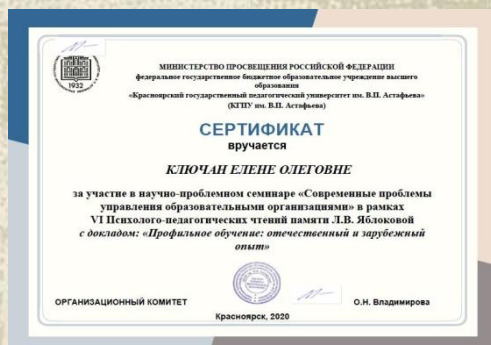 1932
МИНИСТЕРСТВО ПРОСВЕЩЕНИЯ РОССИЙСКОЙ ФЕДЕРАЦИИ
федеральное государственное бюджетное образовательное учреждение высшего
образования
«Красноярский государственный педагогический университет им. В.П. Астафьева»
(КГПУ им. В.П. Астафьева)
СЕРТИФИКАТ
вручается
КЛЮЧАН ЕЛЕНЕ ОЛЕГОВНЕ
за участие в научно-проблемном семинаре «Современные проблемы
управления образовательными организациями» в рамках
VI Психолого-педагогических чтений памяти Л.В. Яблоковой
с докладом: «Профильное обучение: отечественный и зарубежный
опыт»
ОРГАНИЗАЦИОННЫЙ КОМИТЕТ О.Н. Владимирова
Красноярск, 2020